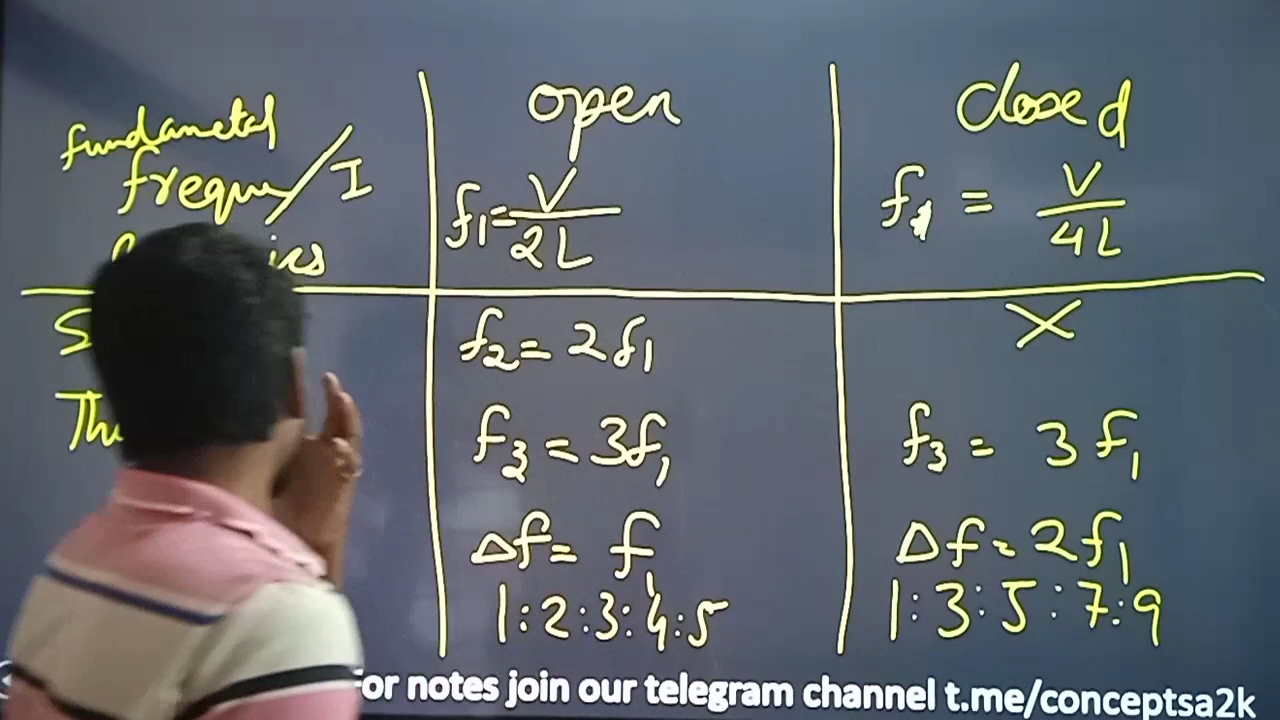 open closed
fundametal
freque/I f1 = V/2L f1 = V/4L
f2 = 2f1 X
f3 = 3f1 f3 = 3f1
Δf = f1 Δf = 2f1
1:2:3:4:5 1:3:5:7:9
For notes join our telegram channel t.me/conceptsa2k